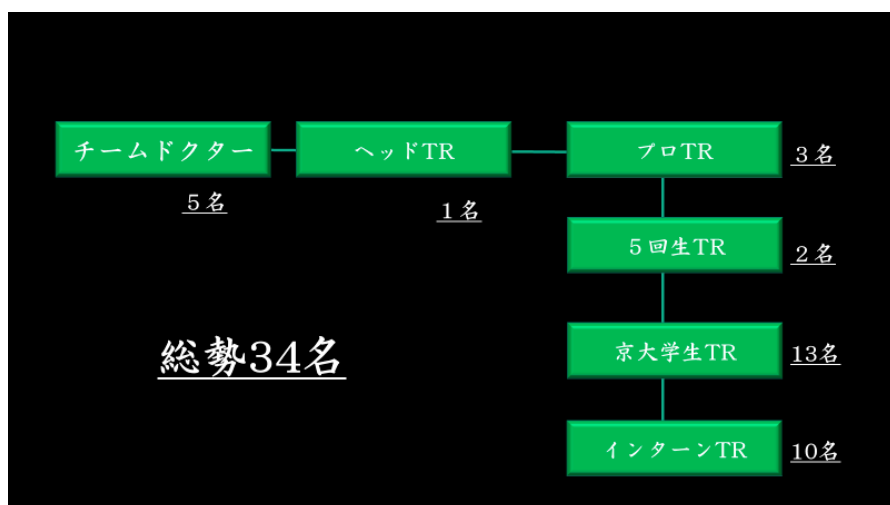 チームドクター
5名
ヘッドTR
1名
プロTR
3名
5回生TR
2名
京大学生TR
13名
インターンTR
10名
総勢34名